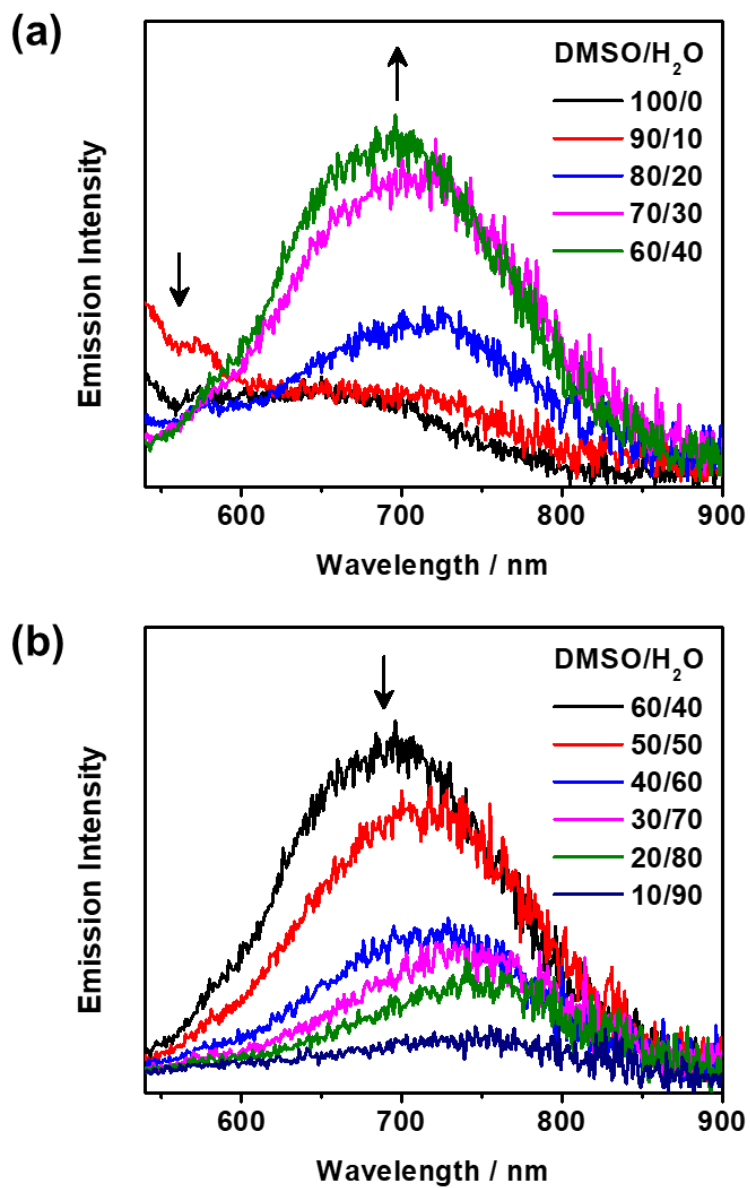 (a)
DMSO/H₂O
100/0
90/10
80/20
70/30
60/40
Emission Intensity
600 700 800 900
Wavelength / nm
(b)
DMSO/H₂O
60/40
50/50
40/60
30/70
20/80
10/90
Emission Intensity
600 700 800 900
Wavelength / nm